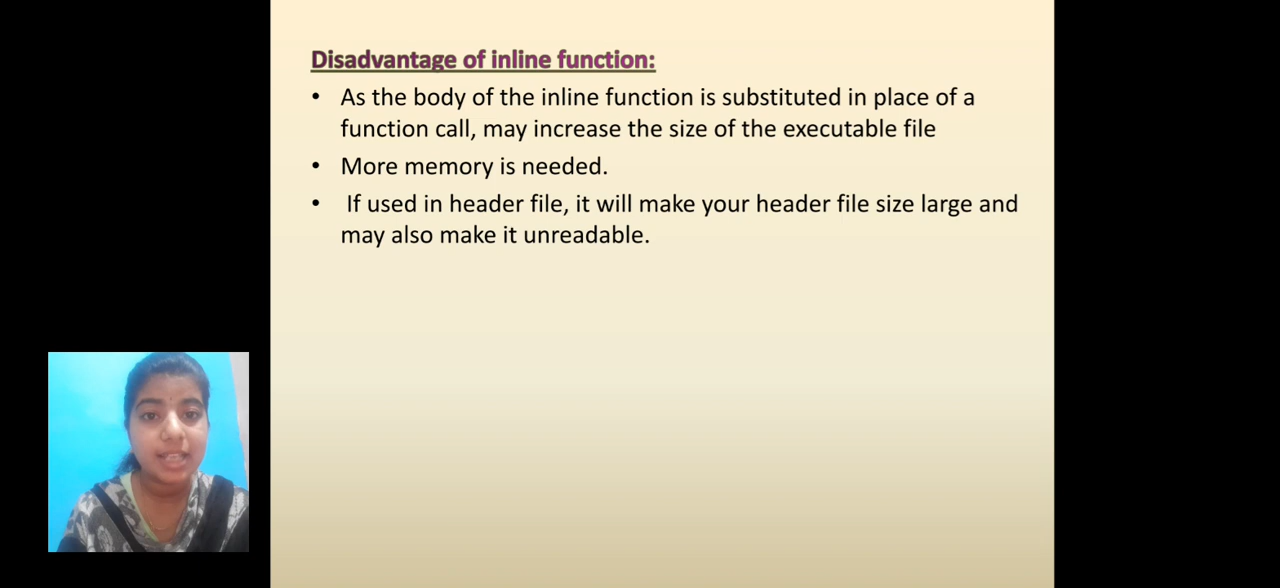 Disadvantage of inline function:
• As the body of the inline function is substituted in place of a
function call, may increase the size of the executable file
• More memory is needed.
• If used in header file, it will make your header file size large and
may also make it unreadable.